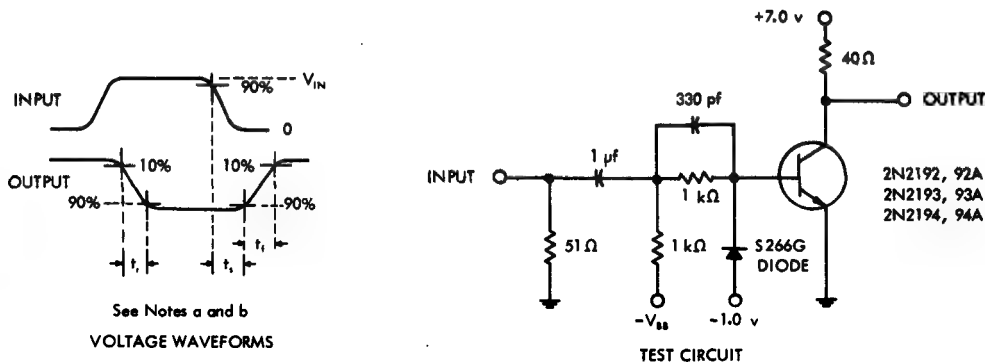 INPUT
90%
V_IN
0
OUTPUT
10%
10%
90%
90%
t_r
t_s
t_f
See Notes a and b
VOLTAGE WAVEFORMS
+7.0 v
40Ω
OUTPUT
330 pf
1 μf
INPUT
1 kΩ
2N2192, 92A
2N2193, 93A
2N2194, 94A
51Ω
1kΩ
S266G
DIODE
-V_BB
-1.0 v
TEST CIRCUIT